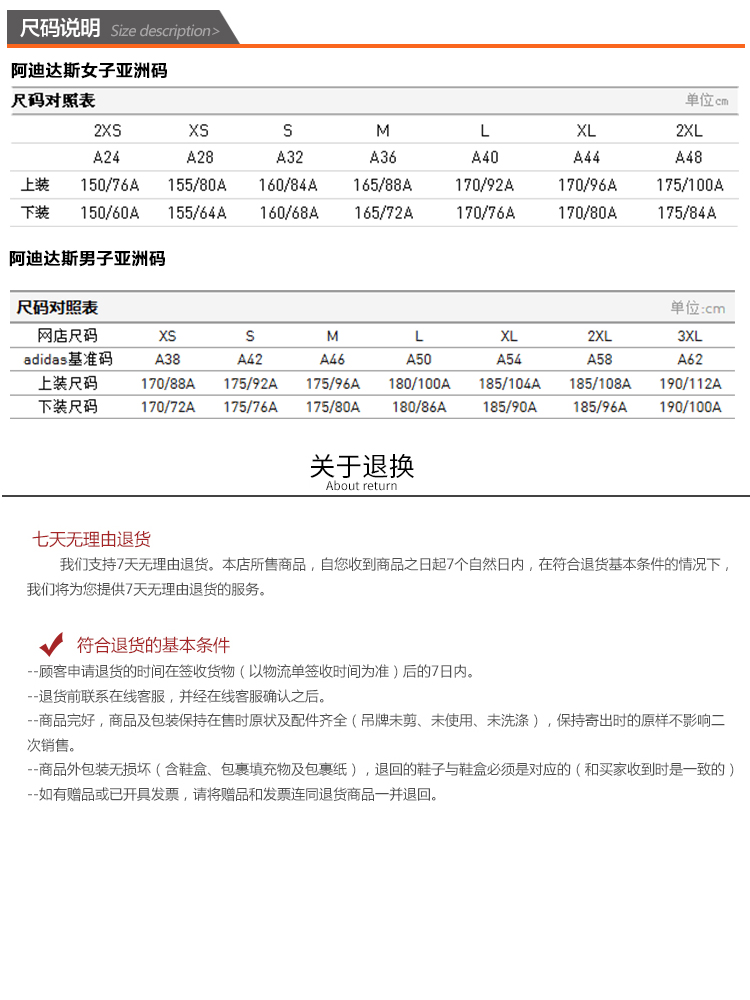 尺码说明 Size description>
阿迪达斯女子亚洲码
尺码对照表 单位cm
2XS XS S M L XL 2XL
A24 A28 A32 A36 A40 A44 A48
上装 150/76A 155/80A 160/84A 165/88A 170/92A 170/96A 175/100A
下装 150/60A 155/64A 160/68A 165/72A 170/76A 170/80A 175/84A
阿迪达斯男子亚洲码
尺码对照表 单位:cm
网店尺码 XS S M L XL 2XL 3XL
adidas基准码 A38 A42 A46 A50 A54 A58 A62
上装尺码 170/88A 175/92A 175/96A 180/100A 185/104A 185/108A 190/112A
下装尺码 170/72A 175/76A 175/80A 180/86A 185/90A 185/96A 190/100A
关于退换
About return
七天无理由退货
我们支持7天无理由退货。本店所售商品，自您收到商品之日起7个自然日内，在符合退货基本条件的情况下，
我们将为您提供7天无理由退货的服务。
符合退货的基本条件
--顾客申请退货的时间在签收货物（以物流单签收时间为准）后的7日内。
--退货前联系在线客服，并经在线客服确认之后。
--商品完好，商品及包装保持在售时原状及配件齐全（吊牌未剪、未使用、未洗涤），保持寄出时的原样不影响二
次销售。
--商品外包装无损坏（含鞋盒、包裹填充物及包裹纸），退回的鞋子与鞋盒必须是对应的（和买家收到时是一致的）
--如有赠品或已开具发票，请将赠品和发票连同退货商品一并退回。